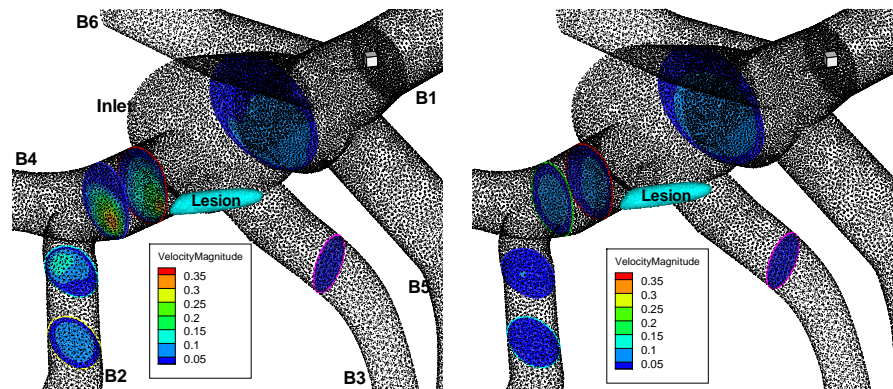 B6
Inlet
B1
B4
Lesion
VelocityMagnitude
0.35
0.3
0.25
0.2
0.15
0.1
0.05
B5
B2
B3
Lesion
VelocityMagnitude
0.35
0.3
0.25
0.2
0.15
0.1
0.05